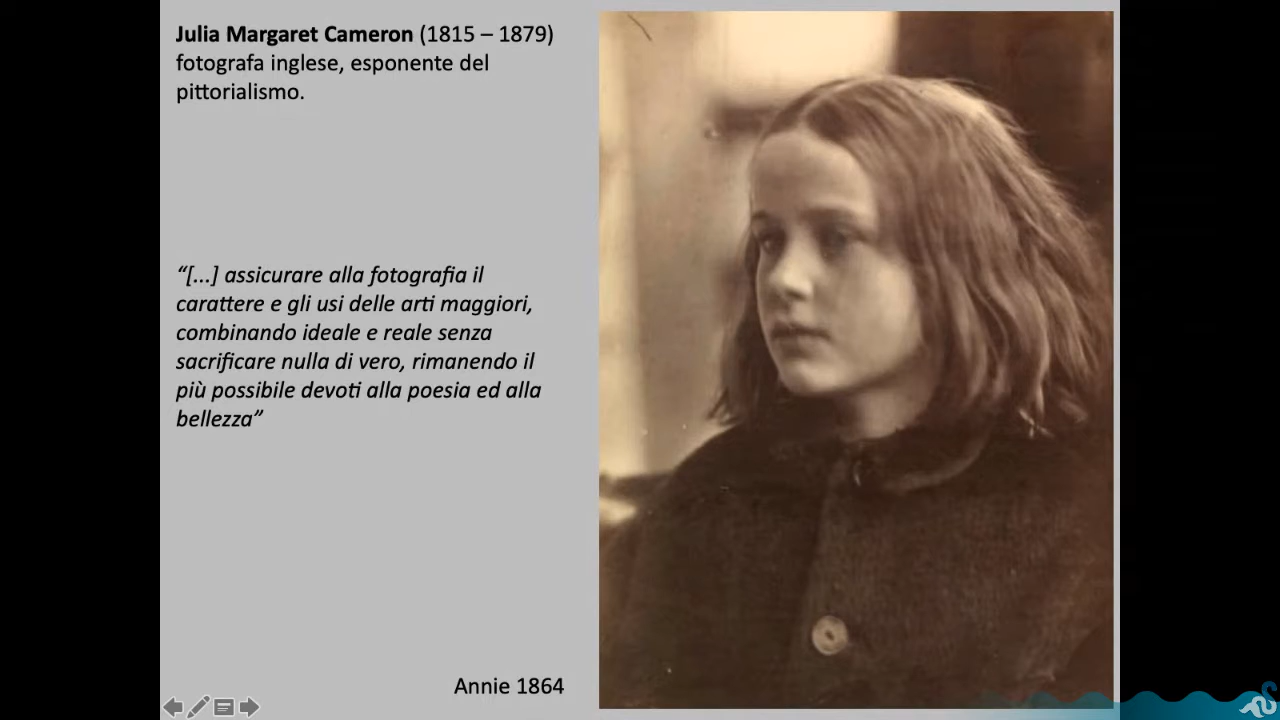 Julia Margaret Cameron (1815 – 1879)
fotografa inglese, esponente del
pittorialismo.
“[...] assicurare alla fotografia il
carattere e gli usi delle arti maggiori,
combinando ideale e reale senza
sacrificare nulla di vero, rimanendo il
più possibile devoti alla poesia ed alla
bellezza”
Annie 1864